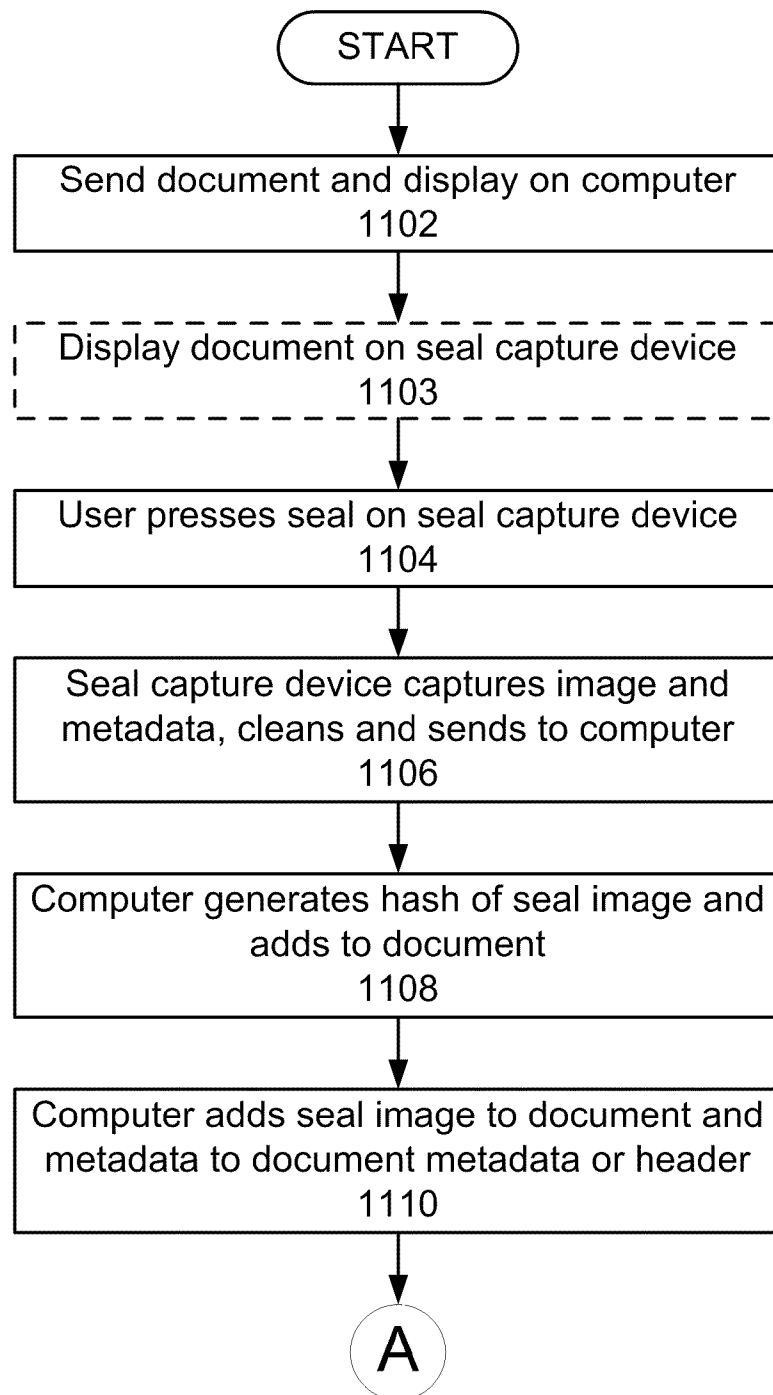 START
Send document and display on computer
1102
Display document on seal capture device
1103
User presses seal on seal capture device
1104
Seal capture device captures image and
metadata, cleans and sends to computer
1106
Computer generates hash of seal image and
adds to document
1108
Computer adds seal image to document and
metadata to document metadata or header
1110
A